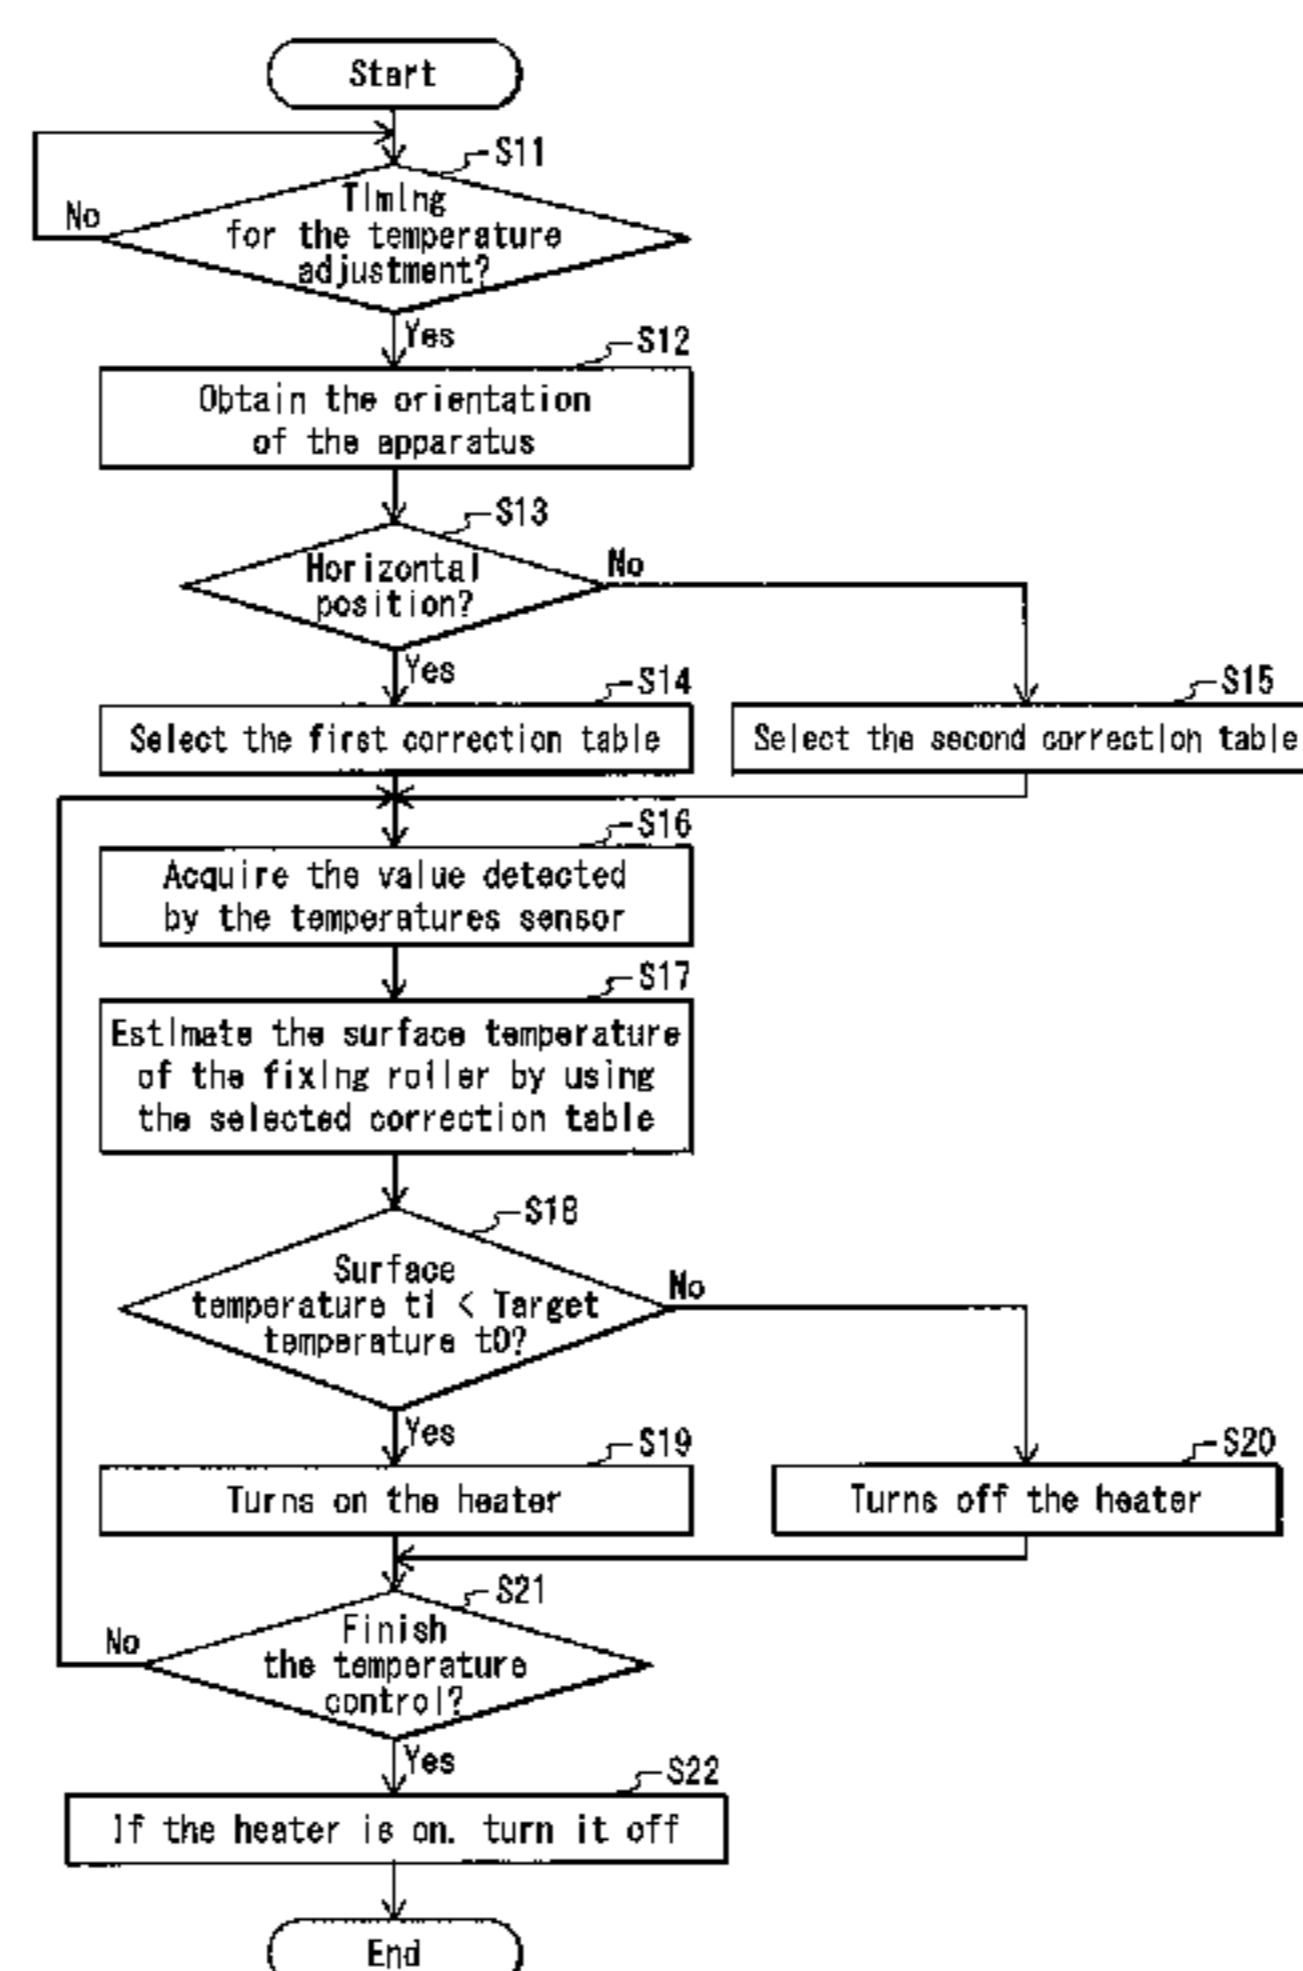 Start
S11
Timing
for the temperature
adjustment?
No
Yes
S12
Obtain the orientation
of the apparatus
S13
Horizontal
position?
No
Yes
S14
Select the first correction table
S15
Select the second correction table
S16
Acquire the value detected
by the temperatures sensor
S17
Estimate the surface temperature
of the fixing roller by using
the selected correction table
S18
Surface
temperature t1 < Target
temperature t0?
No
Yes
S19
Turns on the heater
S20
Turns off the heater
S21
Finish
the temperature
control?
No
Yes
S22
If the heater is on. turn it off
End